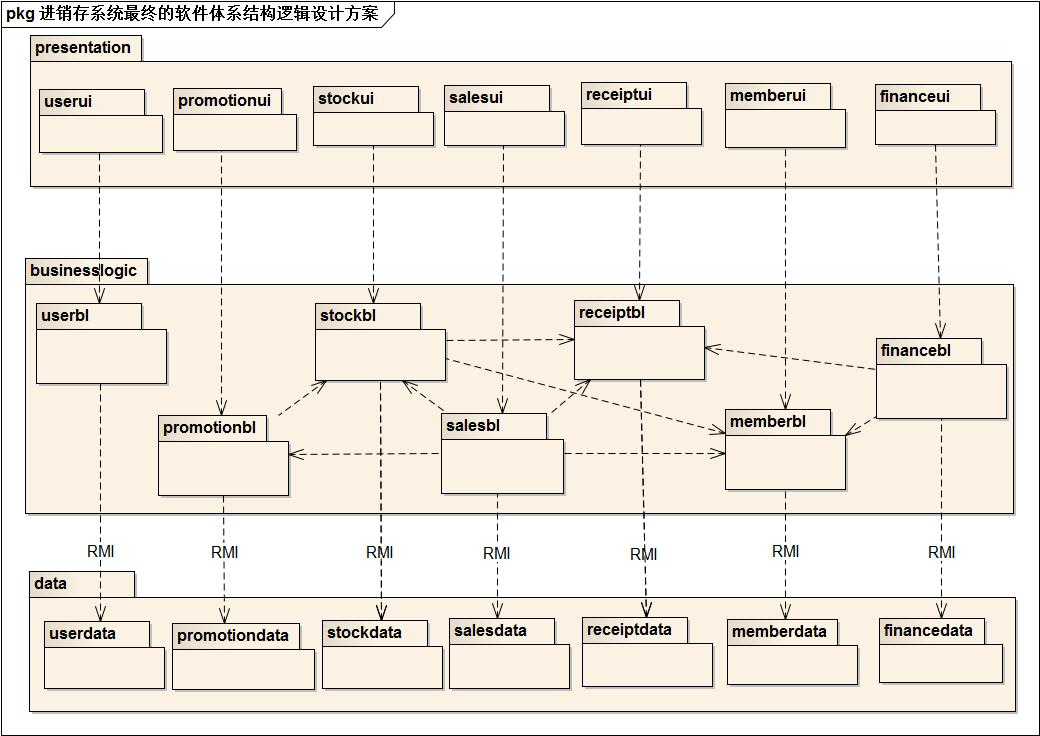 pkg 进销存系统最终的软件体系结构逻辑设计方案
presentation
userui
promotionui
stockui
salesui
receiptui
memberui
financeui
businesslogic
userbl
stockbl
receiptbl
financebl
promotionbl
salesbl
memberbl
RMI
RMI
RMI
RMI
RMI
RMI
RMI
data
userdata
promotiondata
stockdata
salesdata
receiptdata
memberdata
financedata